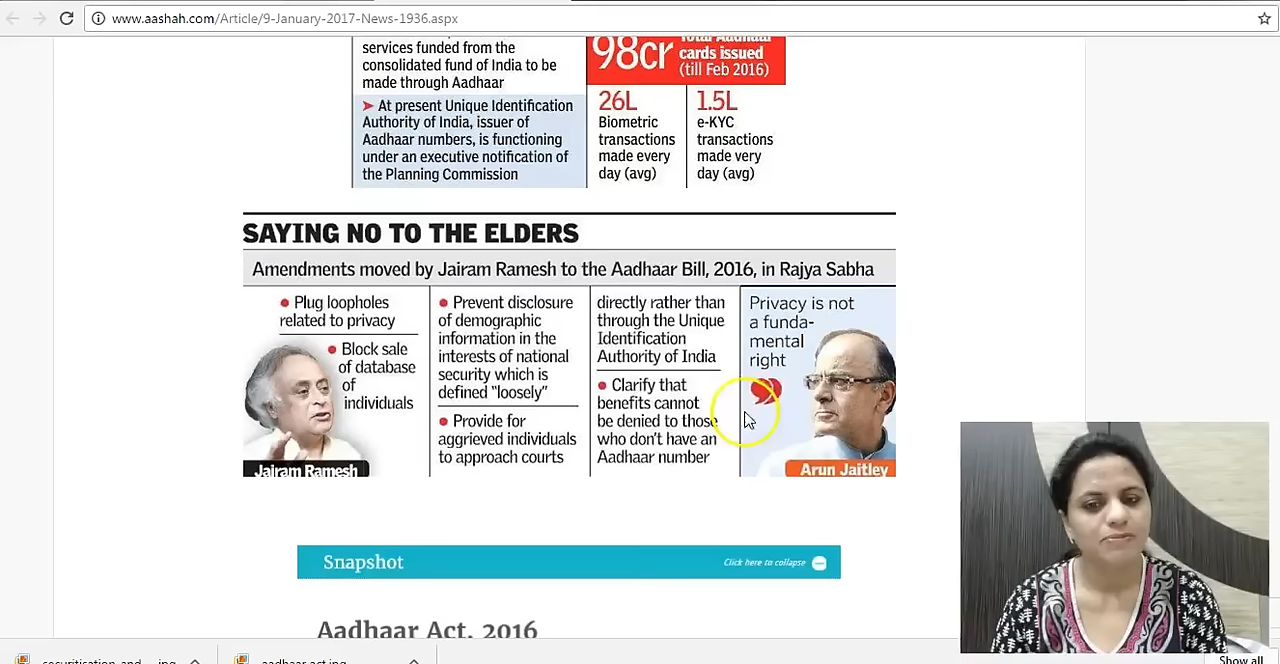 www.aashah.com/Article/9-January-2017-News-1936.aspx
services funded from the
consolidated fund of India to be
made through Aadhaar
➤ At present Unique Identification
Authority of India, issuer of
Aadhaar numbers, is functioning
under an executive notification of
the Planning Commission
98cr
Total Aadhaar
cards issued
(till Feb 2016)
26L
Biometric
transactions
made every
day (avg)
1.5L
e-KYC
transactions
made very
day (avg)
SAYING NO TO THE ELDERS
Amendments moved by Jairam Ramesh to the Aadhaar Bill, 2016, in Rajya Sabha
● Plug loopholes
related to privacy
● Block sale
of database
of
individuals
Jairam Ramesh
● Prevent disclosure
of demographic
information in the
interests of national
security which is
defined "loosely"
● Provide for
aggrieved individuals
to approach courts
directly rather than
through the Unique
Identification
Authority of India
● Clarify that
benefits cannot
be denied to those
who don't have an
Aadhaar number
Privacy is not
a funda-
mental
right
Arun Jaitley
Snapshot
Click here to collapse
Aadhaar Act, 2016
securitisation-and-....jpg
aadhaar act.jpg
Show all